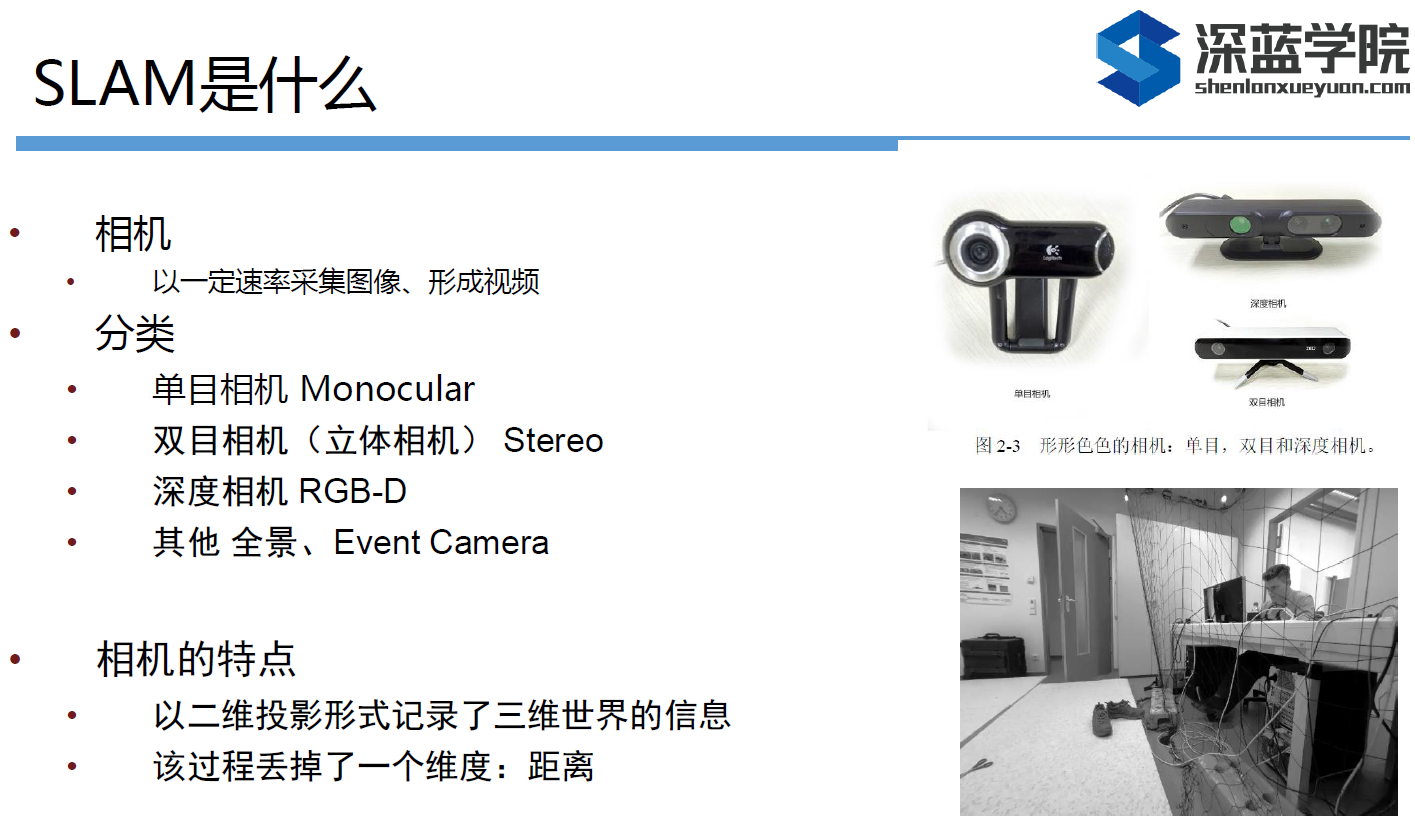 SLAM是什么
深蓝学院
shenlanxueyuan.com
相机
以一定速率采集图像、形成视频
分类
单目相机 Monocular
双目相机（立体相机） Stereo
深度相机 RGB-D
其他 全景、Event Camera
相机的特点
以二维投影形式记录了三维世界的信息
该过程丢掉了一个维度：距离
Logitech
单目相机
深度相机
ZED
双目相机
图 2-3 形形色色的相机：单目，双目和深度相机。